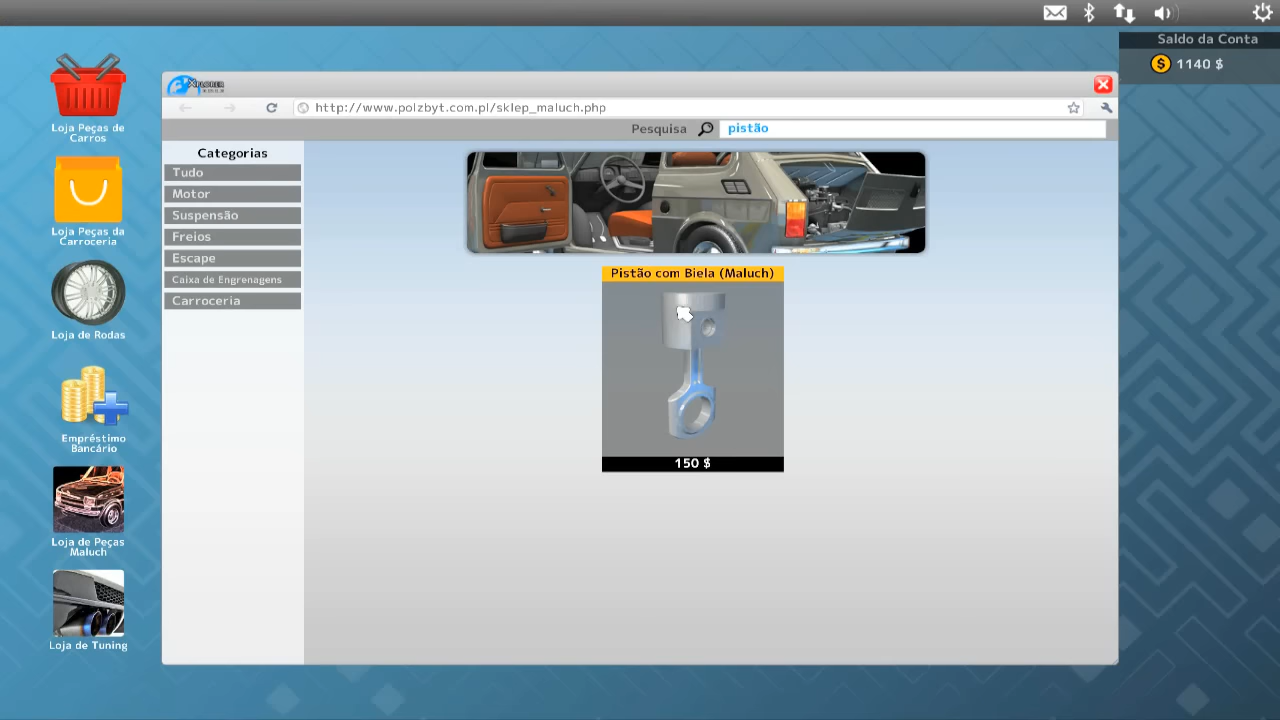 Saldo da Conta
1140 $
Loja Peças de
Carros
Loja Peças da
Carroceria
Loja de Rodas
Empréstimo
Bancário
Loja de Peças
Maluch
Loja de Tuning
XPLORER
http://www.polzbyt.com.pl/sklep_maluch.php
Pesquisa
pistão
Categorias
Tudo
Motor
Suspensão
Freios
Escape
Caixa de Engrenagens
Carroceria
Pistão com Biela (Maluch)
150 $